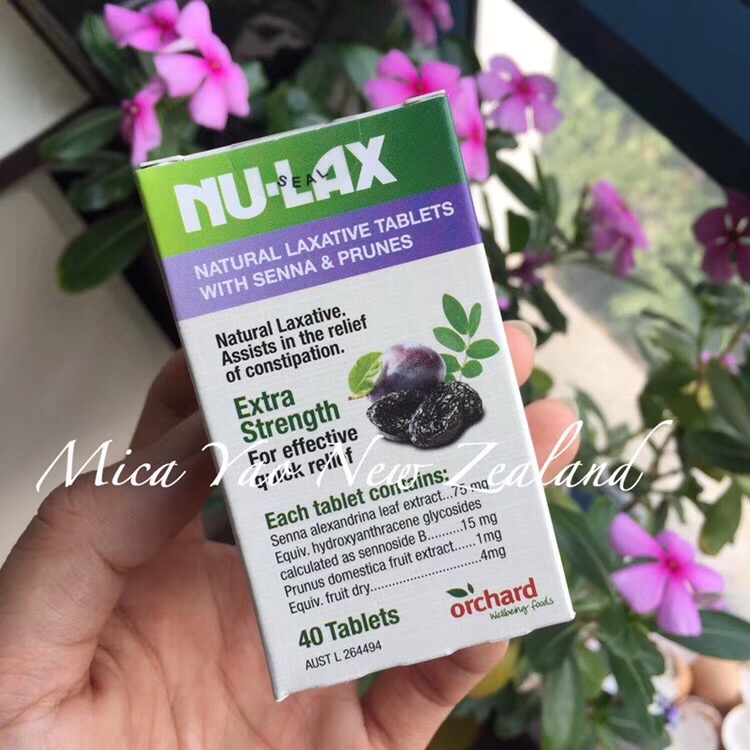 NU-LAX
SEAL
NATURAL LAXATIVE TABLETS
WITH SENNA & PRUNES
Natural Laxative.
Assists in the relief
of constipation.
Extra
Strength
For effective
quick relief
Mica Yao New Zealand
Each tablet contains:
Senna alexandrina leaf extract...75 mg
Equiv. hydroxyanthracene glycosides
calculated as sennoside B.........15 mg
Prunus domestica fruit extract.....1mg
Equiv. fruit dry............................4mg
40 Tablets
AUST L 264494
orchard
Wellbeing foods